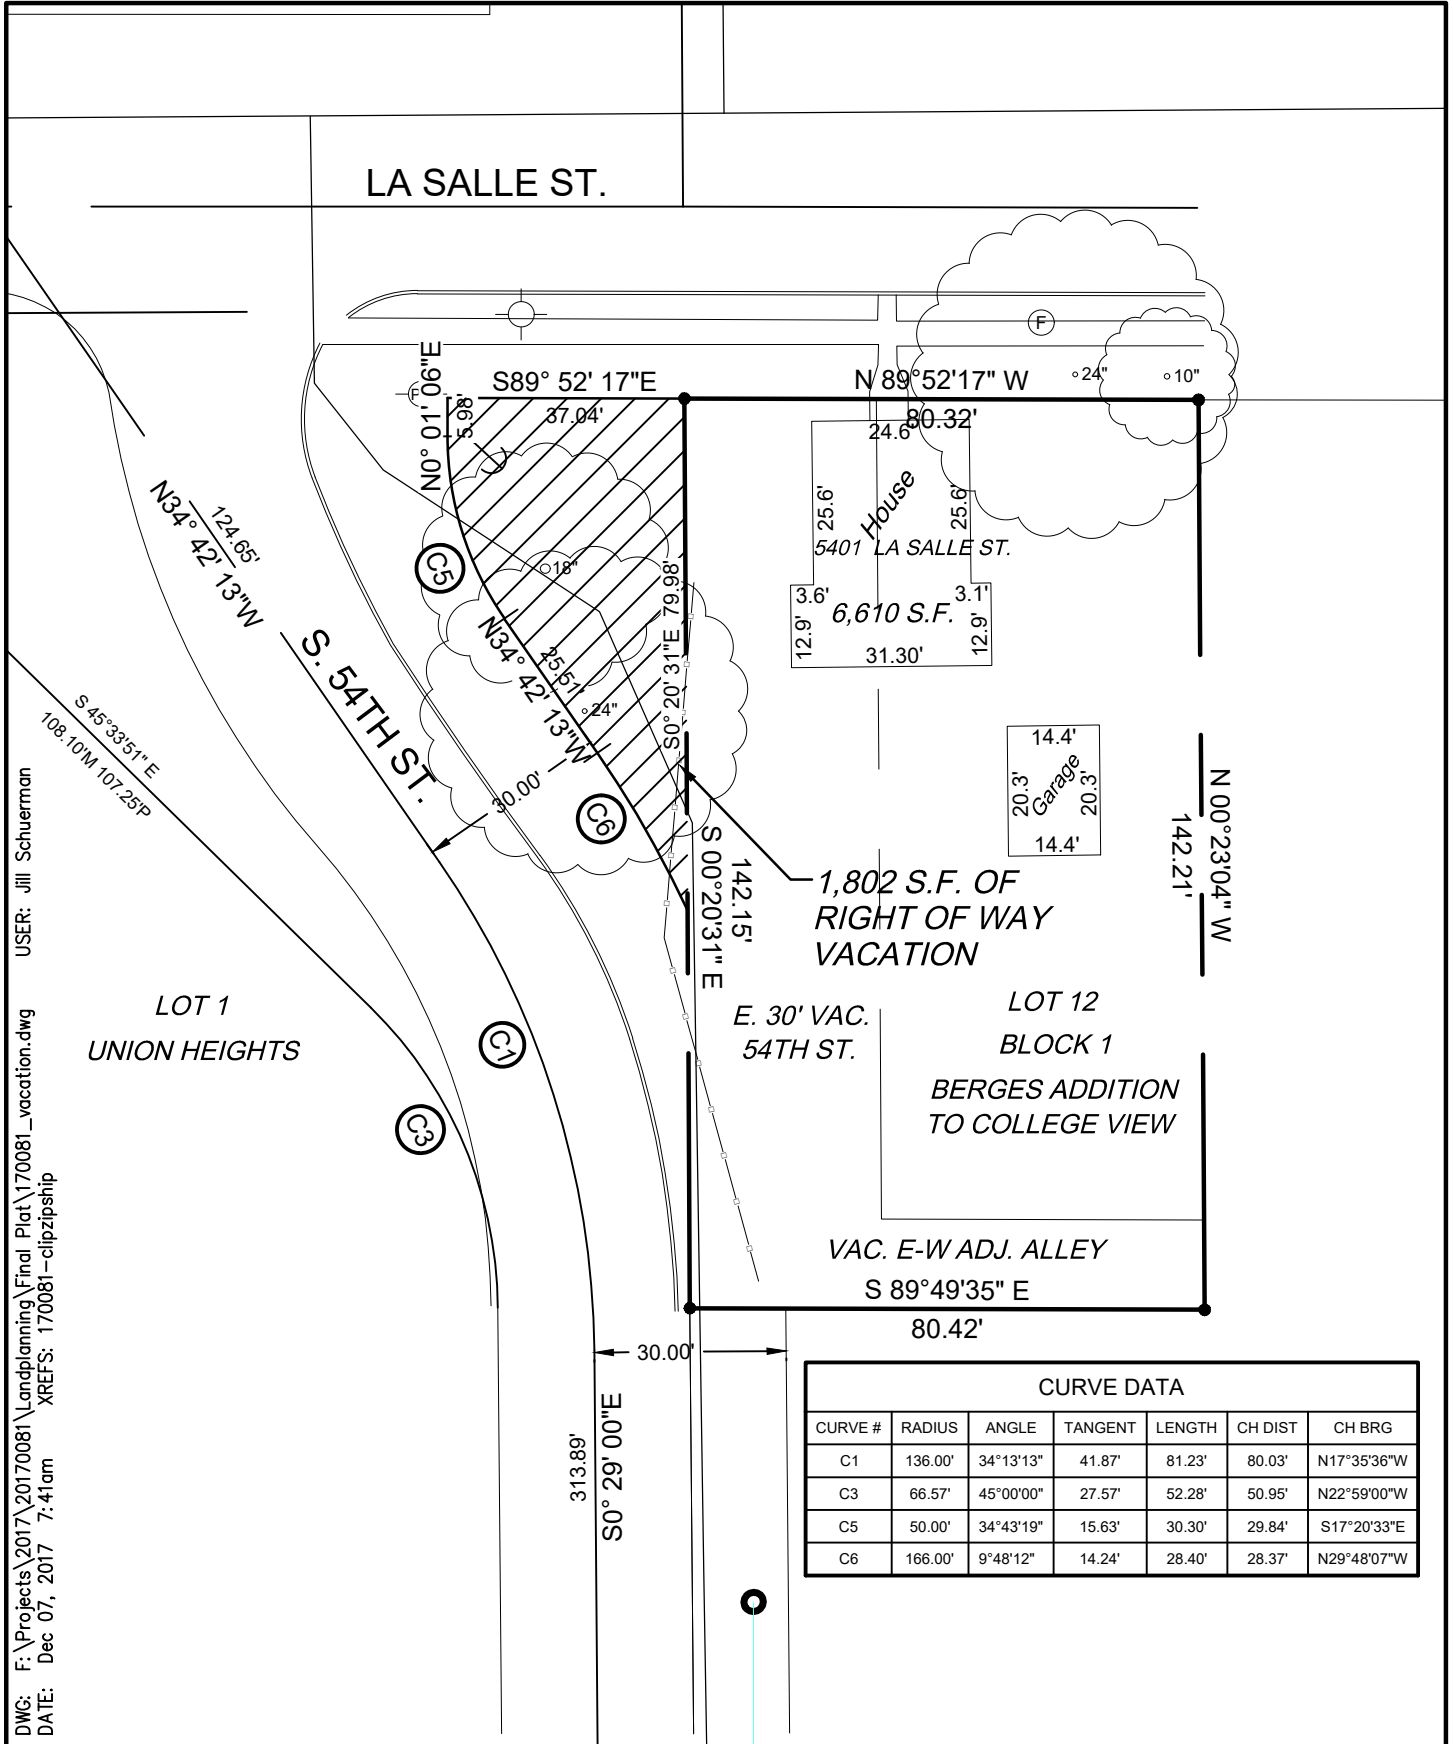 LA SALLE ST.
F
S89° 52' 17"E
37.04'
N 89°52'17" W
80.32'
24"
10"
F
N0° 01' 06"E
5.98'
24.6'
25.6'
House
25.6'
5401 LA SALLE ST.
3.6'
3.1'
6,610 S.F.
12.9'
12.9'
31.30'
124.65'
N34° 42' 13"W
C5
18"
N34° 42' 13"W
25.51'
24"
S0° 20' 31"E 79.98'
S. 54TH ST.
30.00'
C6
S 45°33'51" E
108.10'M 107.25'P
14.4'
20.3'
Garage
20.3'
14.4'
N 00°23'04" W
142.21'
142.15'
S 00°20'31" E
1,802 S.F. OF
RIGHT OF WAY
VACATION
LOT 1
UNION HEIGHTS
C1
C3
E. 30' VAC.
54TH ST.
LOT 12
BLOCK 1
BERGES ADDITION
TO COLLEGE VIEW
VAC. E-W ADJ. ALLEY
S 89°49'35" E
80.42'
30.00'
313.89'
S0° 29' 00"E
CURVE DATA
CURVE # RADIUS ANGLE TANGENT LENGTH CH DIST CH BRG
C1 136.00' 34°13'13" 41.87' 81.23' 80.03' N17°35'36"W
C3 66.57' 45°00'00" 27.57' 52.28' 50.95' N22°59'00"W
C5 50.00' 34°43'19" 15.63' 30.30' 29.84' S17°20'33"E
C6 166.00' 9°48'12" 14.24' 28.40' 28.37' N29°48'07"W
DWG: F:\Projects\2017\20170081\Landplanning\Final Plat\170081_vacation.dwg USER: Jill Schuerman
DATE: Dec 07, 2017 7:41am XREFS: 170081-clipzipship